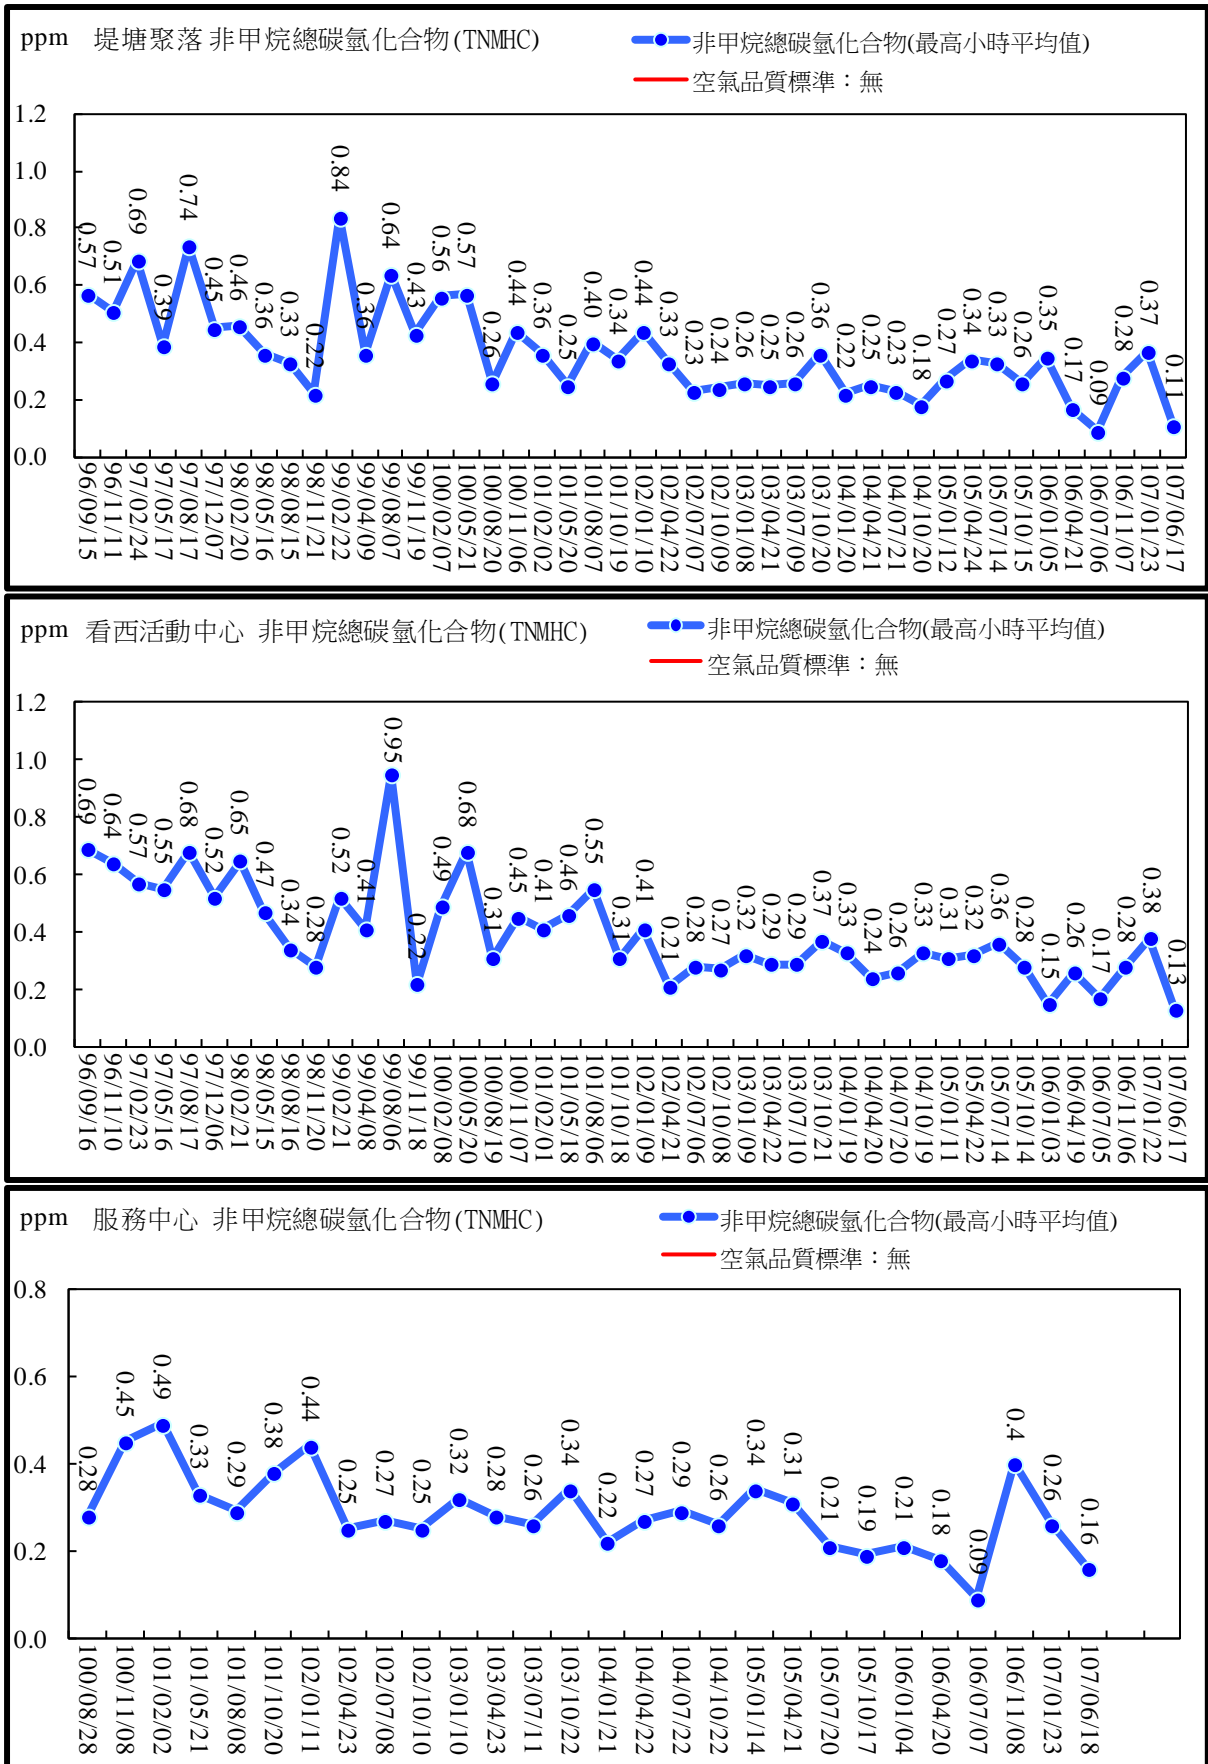 ppm 堤塘聚落 非甲烷總碳氫化合物(TNMHC)
非甲烷總碳氫化合物(最高小時平均值)
空氣品質標準：無
1.2
1.0
0.8
0.6
0.4
0.2
0.0
0.57 0.51 0.69 0.39 0.74 0.45 0.46 0.36 0.33 0.22 0.84 0.36 0.64 0.43 0.56 0.57 0.26 0.44 0.36 0.25 0.40 0.34 0.44 0.33 0.23 0.24 0.26 0.25 0.26 0.36 0.22 0.25 0.23 0.18 0.27 0.34 0.33 0.26 0.35 0.17 0.09 0.28 0.37 0.11
96/09/15 96/11/11 97/02/24 97/05/17 97/08/17 97/12/07 98/02/20 98/05/16 98/08/15 98/11/21 99/02/22 99/04/09 99/08/07 99/11/19 100/02/07 100/05/21 100/08/20 100/11/06 101/02/02 101/05/20 101/08/07 101/10/19 102/01/10 102/04/22 102/07/07 102/10/09 103/01/08 103/04/21 103/07/09 103/10/20 104/01/20 104/04/21 104/07/21 104/10/20 105/01/12 105/04/24 105/07/14 105/10/15 106/01/05 106/04/21 106/07/06 106/11/07 107/01/23 107/06/17
ppm 看西活動中心 非甲烷總碳氫化合物(TNMHC)
非甲烷總碳氫化合物(最高小時平均值)
空氣品質標準：無
1.2
1.0
0.8
0.6
0.4
0.2
0.0
0.69 0.64 0.57 0.55 0.68 0.52 0.65 0.47 0.34 0.28 0.52 0.41 0.95 0.22 0.49 0.68 0.31 0.45 0.41 0.46 0.55 0.31 0.41 0.21 0.28 0.27 0.32 0.29 0.29 0.37 0.33 0.24 0.26 0.33 0.31 0.32 0.36 0.28 0.15 0.26 0.17 0.28 0.38 0.13
96/09/16 96/11/10 97/02/23 97/05/16 97/08/17 97/12/06 98/02/21 98/05/15 98/08/16 98/11/20 99/02/21 99/04/08 99/08/06 99/11/18 100/02/08 100/05/20 100/08/19 100/11/07 101/02/01 101/05/18 101/08/06 101/10/18 102/01/09 102/04/21 102/07/06 102/10/08 103/01/09 103/04/22 103/07/10 103/10/21 104/01/19 104/04/20 104/07/20 104/10/19 105/01/11 105/04/22 105/07/14 105/10/14 106/01/03 106/04/19 106/07/05 106/11/06 107/01/22 107/06/17
ppm 服務中心 非甲烷總碳氫化合物(TNMHC)
非甲烷總碳氫化合物(最高小時平均值)
空氣品質標準：無
0.8
0.6
0.4
0.2
0.0
0.28 0.45 0.49 0.33 0.29 0.38 0.44 0.25 0.27 0.25 0.32 0.28 0.26 0.34 0.22 0.27 0.29 0.26 0.34 0.31 0.21 0.19 0.21 0.18 0.09 0.4 0.26 0.16
100/08/28 100/11/08 101/02/02 101/05/21 101/08/08 101/10/20 102/01/11 102/04/23 102/07/08 102/10/10 103/01/10 103/04/23 103/07/11 103/10/22 104/01/21 104/04/22 104/07/22 104/10/22 105/01/14 105/04/21 105/07/20 105/10/17 106/01/04 106/04/20 106/07/07 106/11/08 107/01/23 107/06/18